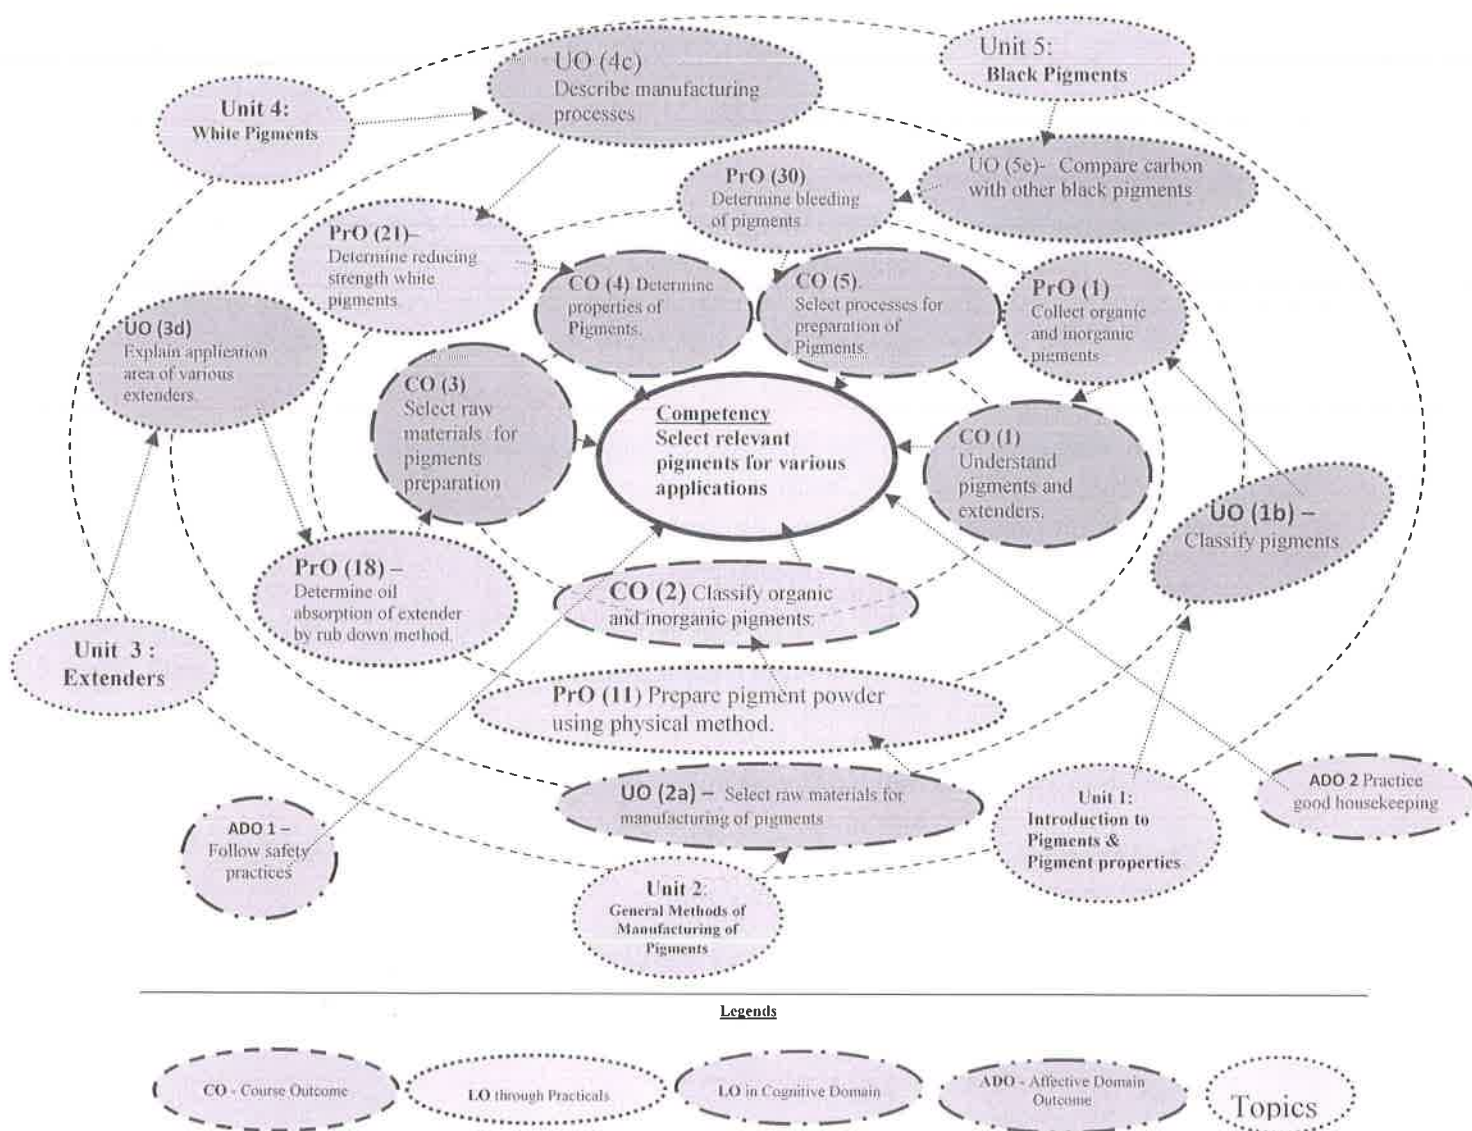 Unit 5:
Black Pigments
UO (4c)
Describe manufacturing
processes
Unit 4:
White Pigments
UO (5e)- Compare carbon
with other black pigments
PrO (30)
Determine bleeding
of pigments
PrO (21)–
Determine reducing
strength white
pigments.
CO (4) Determine
properties of
Pigments.
CO (5)
Select processes for
preparation of
Pigments
PrO (1)
Collect organic
and inorganic
pigments
UO (3d)
Explain application
area of various
extenders.
CO (3)
Select raw
materials for
pigments
preparation
Competency
Select relevant
pigments for various
applications
CO (1)
Understand
pigments and
extenders.
UO (1b) –
Classify pigments
PrO (18) –
Determine oil
absorption of extender
by rub down method.
CO (2) Classify organic
and inorganic pigments.
Unit 3 :
Extenders
PrO (11) Prepare pigment powder
using physical method.
UO (2a) – Select raw materials for
manufacturing of pigments
Unit 1:
Introduction to
Pigments &
Pigment properties
ADO 2 Practice
good housekeeping
ADO 1 –
Follow safety
practices
Unit 2:
General Methods of
Manufacturing of
Pigments
Legends
CO - Course Outcome
LO through Practicals
LO in Cognitive Domain
ADO - Affective Domain
Outcome
Topics